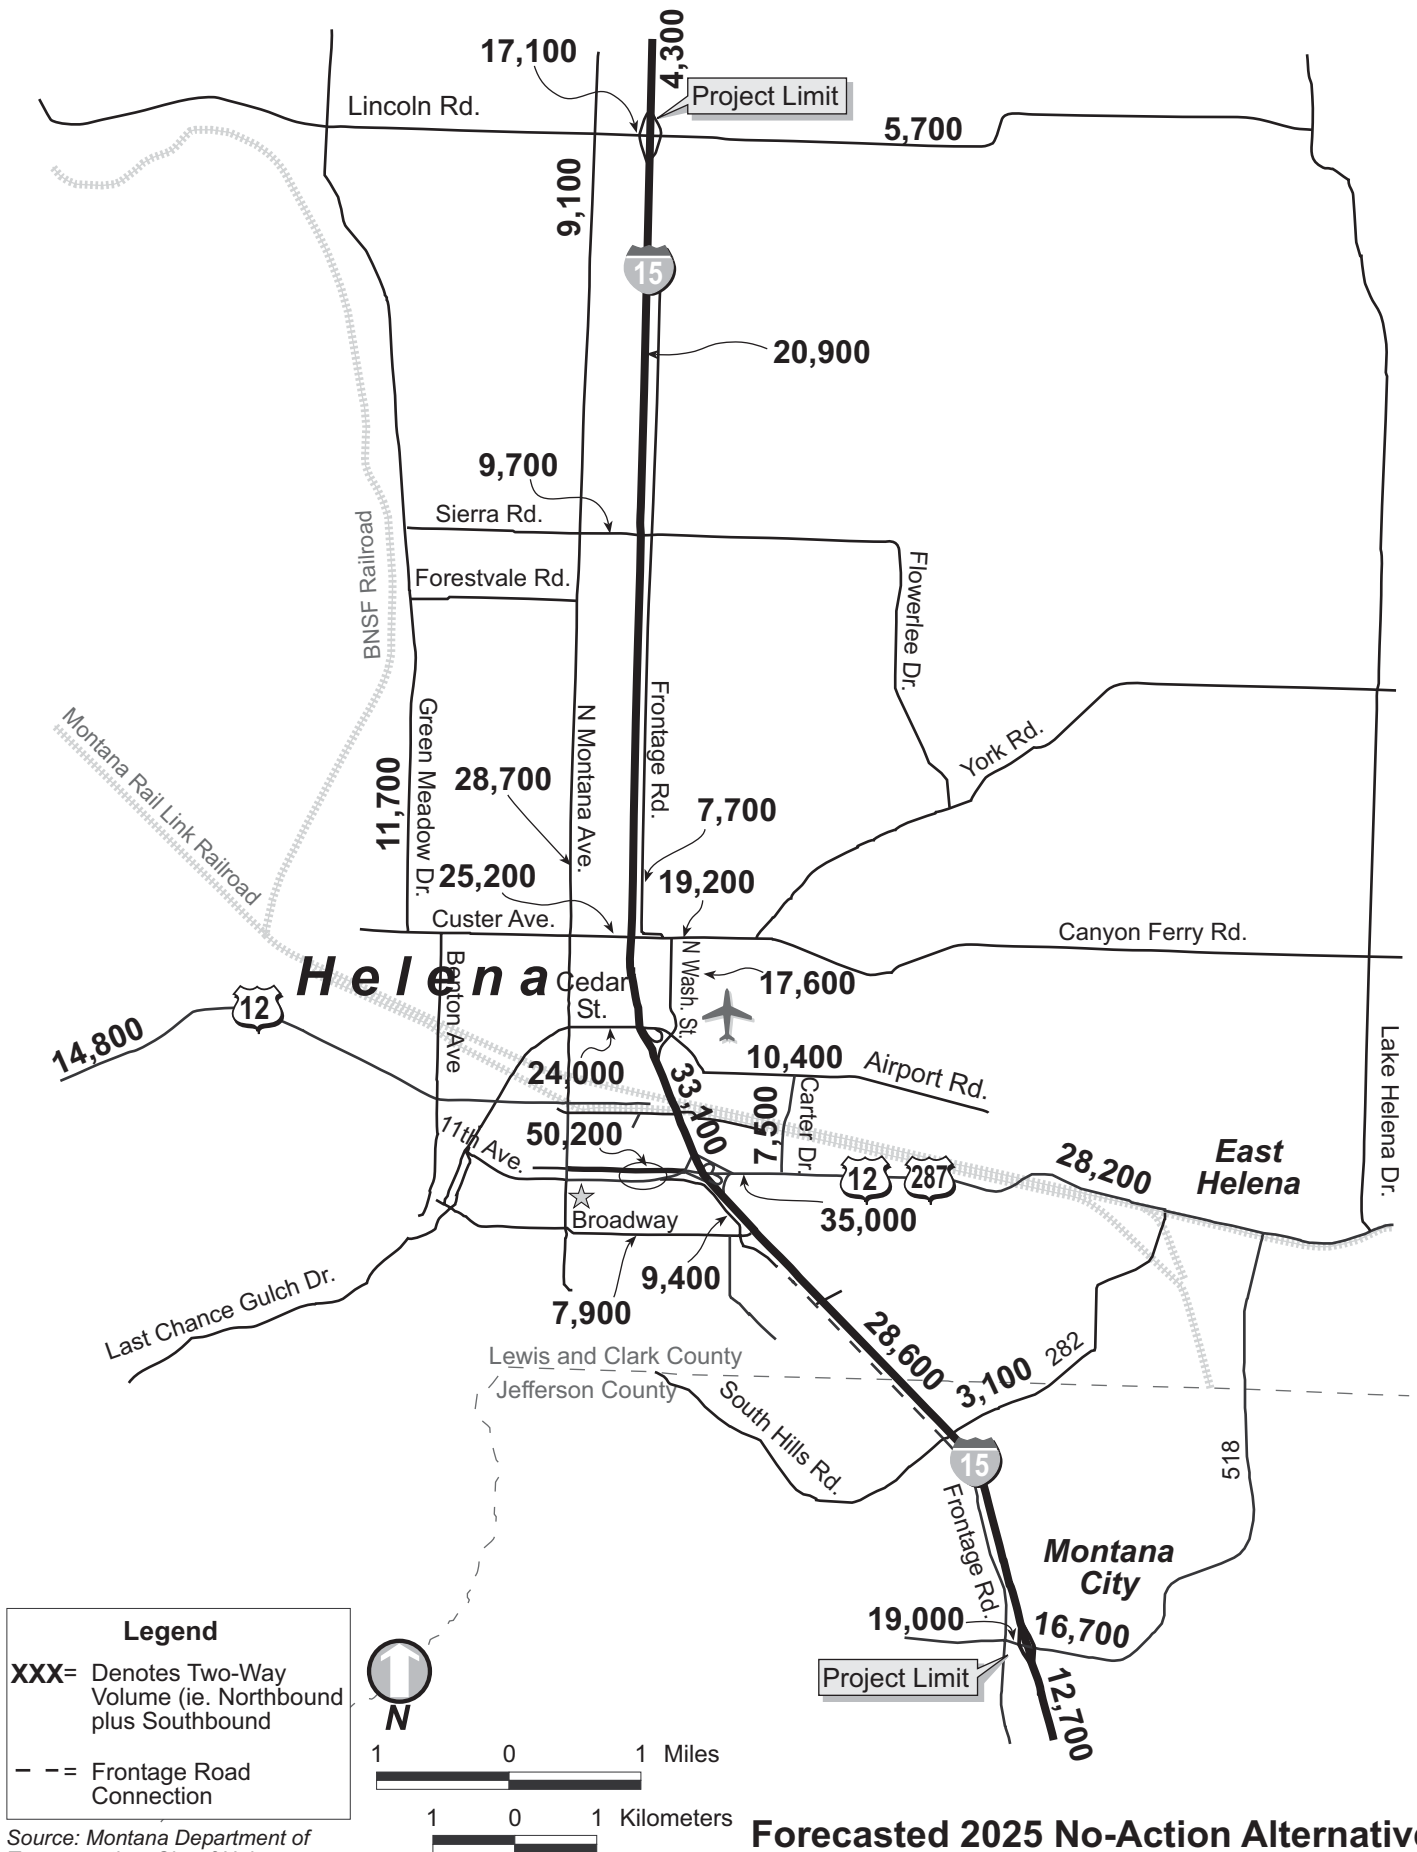 4,300
17,100
Project Limit
Lincoln Rd.
5,700
9,100
15
20,900
9,700
Sierra Rd.
BNSF Railroad
Forestvale Rd.
Flowerlee Dr.
Frontage Rd.
Green Meadow Dr.
N Montana Ave.
Montana Rail Link Railroad
York Rd.
11,700
28,700
7,700
25,200
19,200
Custer Ave.
Canyon Ferry Rd.
N Wash. St.
Benton Ave
Helena
Cedar
St.
17,600
12
14,800
10,400
Airport Rd.
Lake Helena Dr.
24,000
33,100
7,500
Carter Dr.
11th Ave.
50,200
12
287
28,200
East
Helena
35,000
Broadway
9,400
7,900
Last Chance Gulch Dr.
28,600
Lewis and Clark County
Jefferson County
3,100
282
South Hills Rd.
15
518
Frontage Rd.
Montana
City
19,000
16,700
Project Limit
12,700
Legend
XXX= Denotes Two-Way
Volume (ie. Northbound
plus Southbound
– – = Frontage Road
Connection
N
1 0 1 Miles
1 0 1 Kilometers
Source: Montana Department of
Forecasted 2025 No-Action Alternative